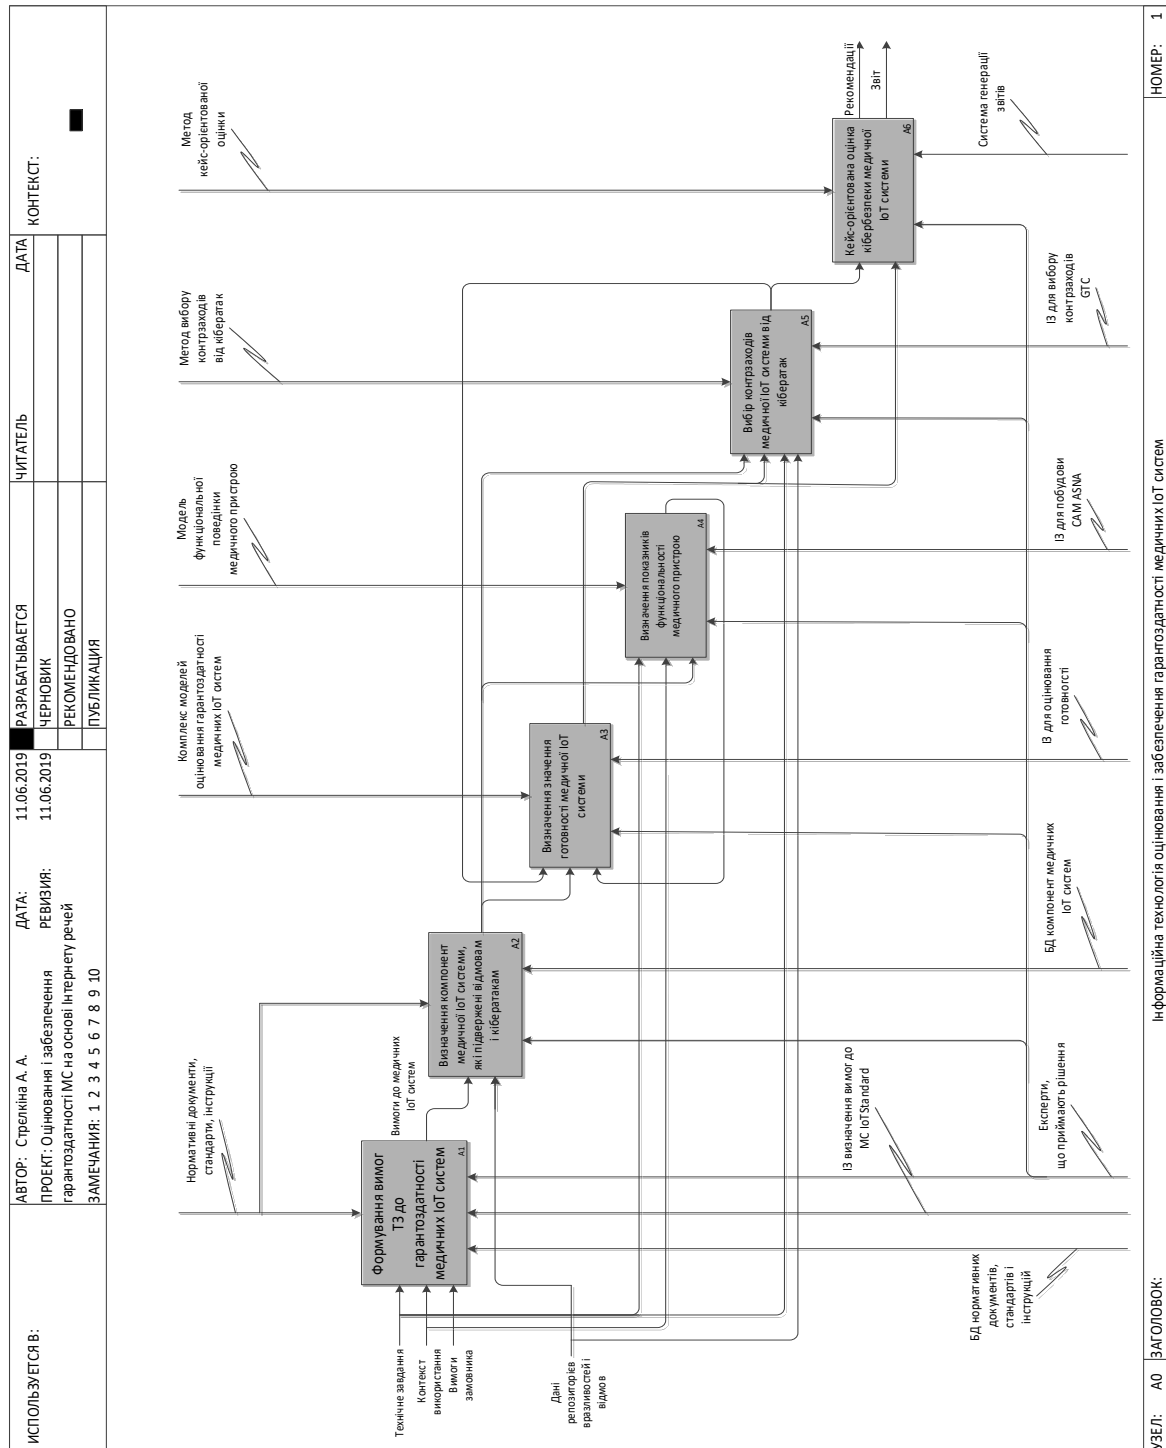 ИСПОЛЬЗУЕТСЯ В:
АВТОР: Стрелкіна А. А.
ДАТА: 11.06.2019
ПРОЕКТ: Оцінювання і забезпечення
гарантоздатності МС на основі Інтернету речей
РЕВИЗИЯ: 11.06.2019
ЗАМЕЧАНИЯ: 1 2 3 4 5 6 7 8 9 10
РАЗРАБАТЫВАЕТСЯ
ЧЕРНОВИК
РЕКОМЕНДОВАНО
ПУБЛИКАЦИЯ
ЧИТАТЕЛЬ
ДАТА
КОНТЕКСТ:
Нормативні документи,
стандарти, інструкції
Комплекс моделей
оцінювання гарантоздатності
медичних IoT систем
Модель
функціональної
поведінки
медичного пристрою
Метод вибору
контрзаходів
від кібератак
Метод
кейс-орієнтованої
оцінки
Технічне завдання
Контекст
використання
Вимоги
замовника
Дані
репозиторіїв
вразливостей і
відмов
Формування вимог
ТЗ до
гарантоздатності
медичних IoT систем
A1
Вимоги до медичних
IoT систем
Визначення компонент
медичної IoT системи,
які підвержені відмовам
і кібератакам
A2
Визначення значення
готовності медичної IoT
системи
A3
Визначення показників
функціональності
медичного пристрою
A4
Вибір контрзаходів
медичної IoT системи від
кібератак
A5
Кейс-орієнтована оцінка
кібербезпеки медичної
IoT системи
A6
Рекомендації
Звіт
БД нормативних
документів,
стандартів і
інструкцій
ІЗ визначення вимог до
МС IoTStandard
Експерти,
що приймають рішення
БД компонент медичних
IoT систем
ІЗ для оцінювання
готовногсті
ІЗ для побудови
CAM ASNA
ІЗ для вибору
контрзаходів
GTC
Система генерації
звітів
УЗЕЛ: A0
ЗАГОЛОВОК:
Інформаційна технологія оцінювання і забезпечення гарантоздатності медичних IoT систем
НОМЕР: 1